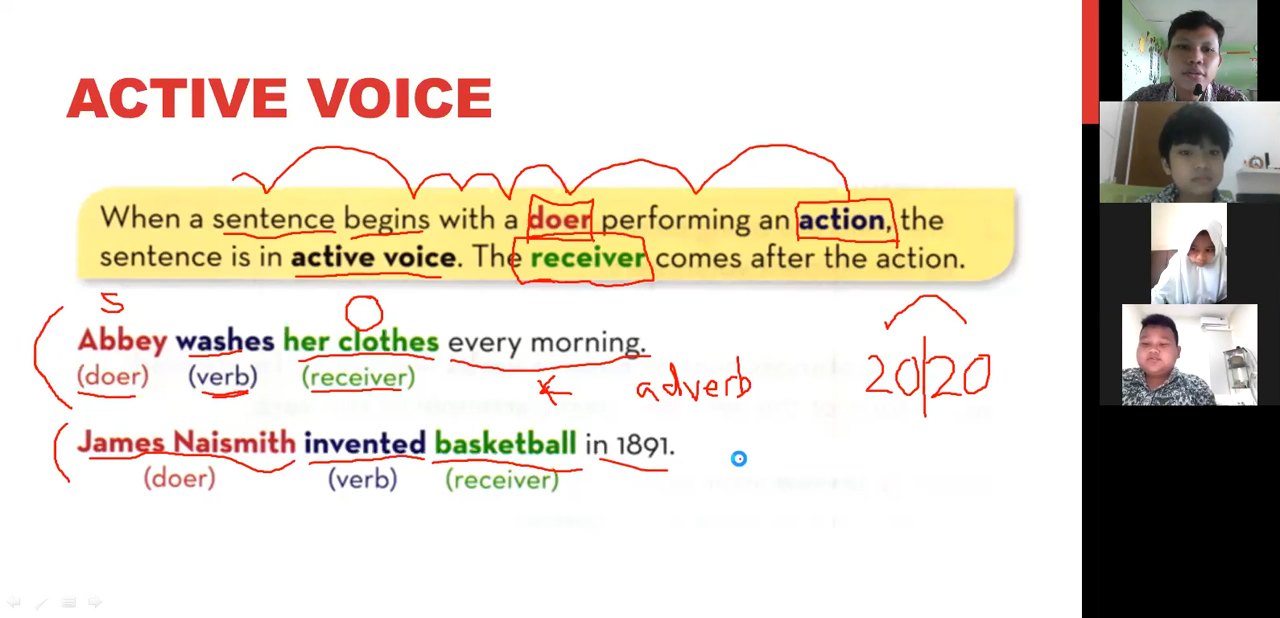 ACTIVE VOICE
When a sentence begins with a doer performing an action, the
sentence is in active voice. The receiver comes after the action.
S O
Abbey washes her clothes every morning.
(doer) (verb) (receiver)
adverb
20|20
James Naismith invented basketball in 1891.
(doer) (verb) (receiver)